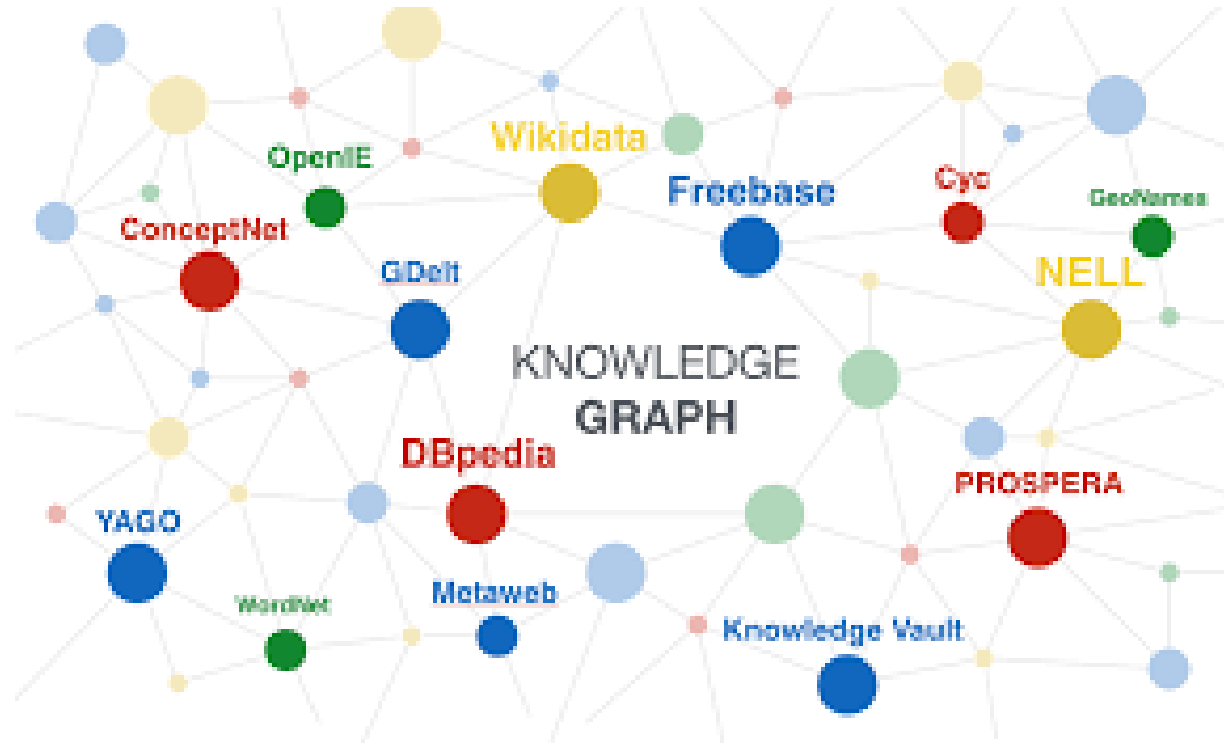 Wikidata
OpenIE
Freebase
Cyc
GeoNames
ConceptNet
GDelt
NELL
KNOWLEDGE
GRAPH
DBpedia
PROSPERA
YAGO
Metaweb
WordNet
Knowledge Vault